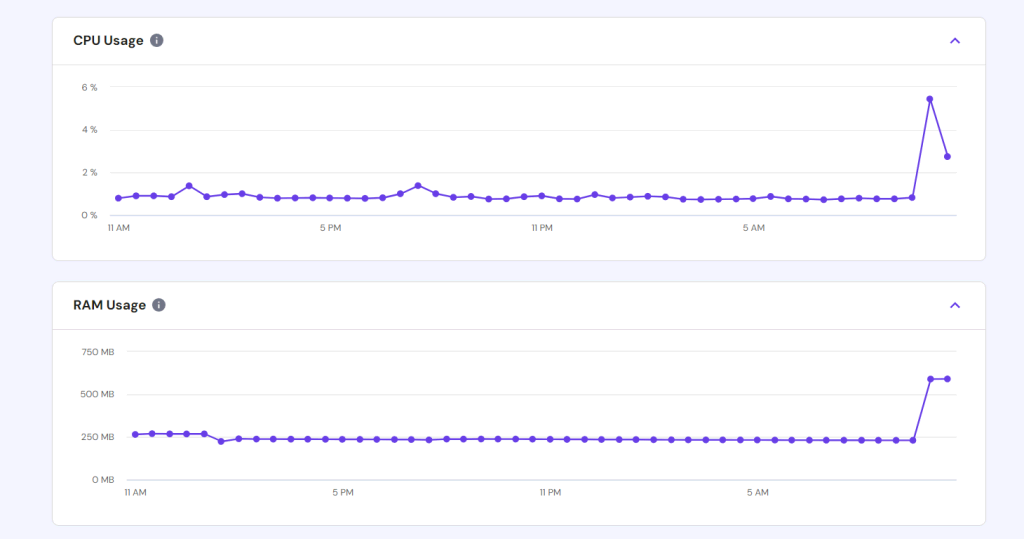 CPU Usage
6 %
4 %
2 %
0 %
11 AM 5 PM 11 PM 5 AM
RAM Usage
750 MB
500 MB
250 MB
0 MB
11 AM 5 PM 11 PM 5 AM